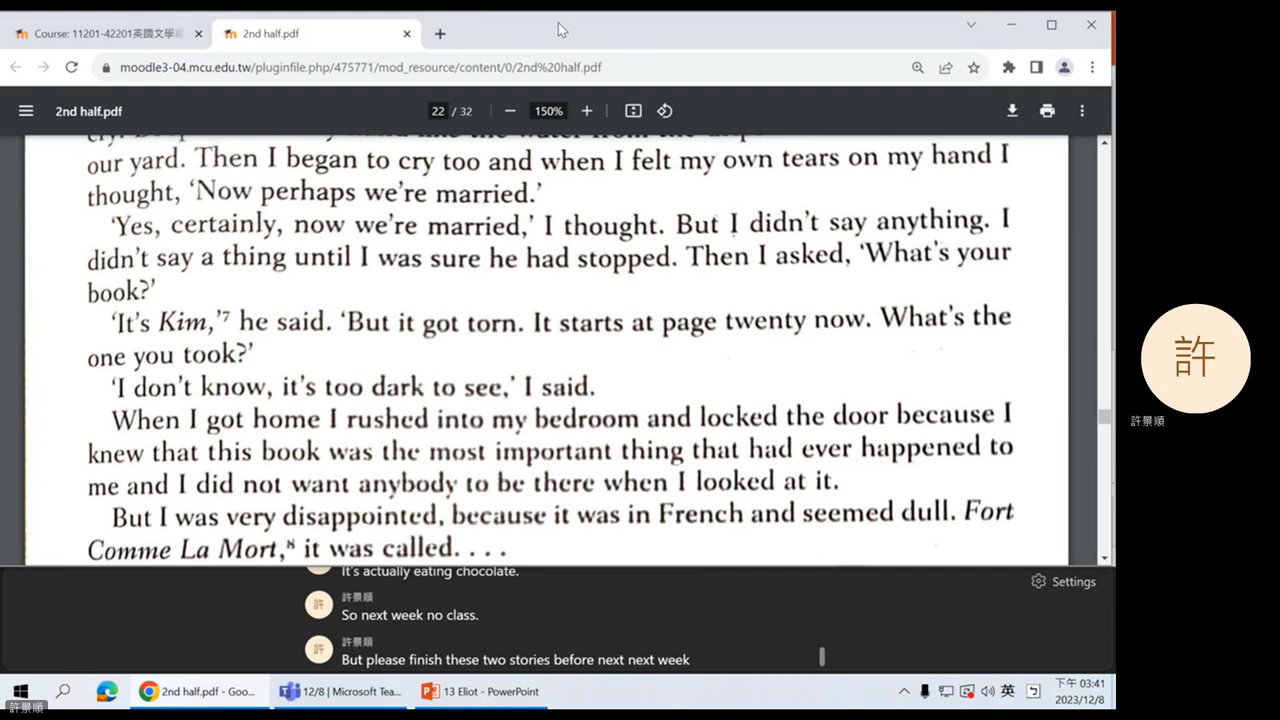 Course: 11201-42201英國文學
2nd half.pdf
moodle3-04.mcu.edu.tw/pluginfile.php/475771/mod_resource/content/0/2nd%20half.pdf
2nd half.pdf
22 / 32
150%
our yard. Then I began to cry too and when I felt my own tears on my hand I
thought, ‘Now perhaps we’re married.’
‘Yes, certainly, now we’re married,’ I thought. But I didn’t say anything. I
didn’t say a thing until I was sure he had stopped. Then I asked, ‘What’s your
book?’
‘It’s Kim,’7 he said. ‘But it got torn. It starts at page twenty now. What’s the
one you took?’
‘I don’t know, it’s too dark to see,’ I said.
When I got home I rushed into my bedroom and locked the door because I
knew that this book was the most important thing that had ever happened to
me and I did not want anybody to be there when I looked at it.
But I was very disappointed, because it was in French and seemed dull. Fort
Comme La Mort,8 it was called. . . .
It's actually eating chocolate.
Settings
許
許景順
So next week no class.
許
許景順
But please finish these two stories before next next week
許
許景順
2nd half.pdf - Goo...
12/8 | Microsoft Tea...
13 Eliot - PowerPoint
英
下午 03:41
2023/12/8
許景順